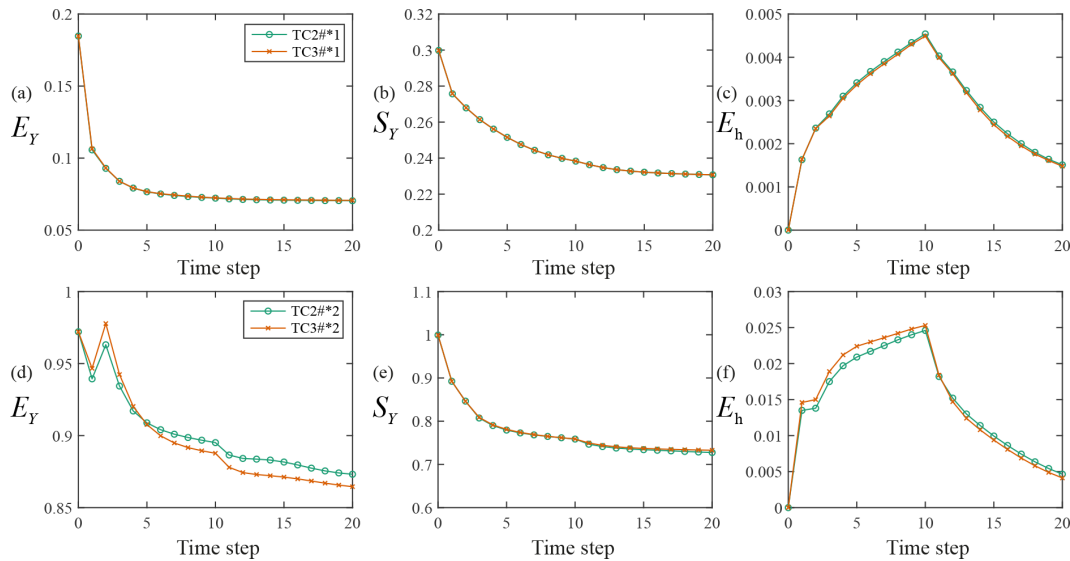 0.2
0.15
0.1
0.05
(a)
E_Y
TC2#*1
TC3#*1
0 5 10 15 20
Time step
0.4
0.35
0.3
0.26
0.24
0.22
0.2
(b)
S_Y
0 5 10 15 20
Time step
0.005
0.004
0.003
0.002
0.001
0
(c)
E_h
0 5 10 15 20
Time step
1
0.95
0.9
0.85
(d)
E_Y
TC2#*2
TC3#*2
0 5 10 15 20
Time step
1.1
1
0.9
0.8
0.7
0.6
(e)
S_Y
0 5 10 15 20
Time step
0.03
0.025
0.02
0.015
0.01
0.005
0
(f)
E_h
0 5 10 15 20
Time step